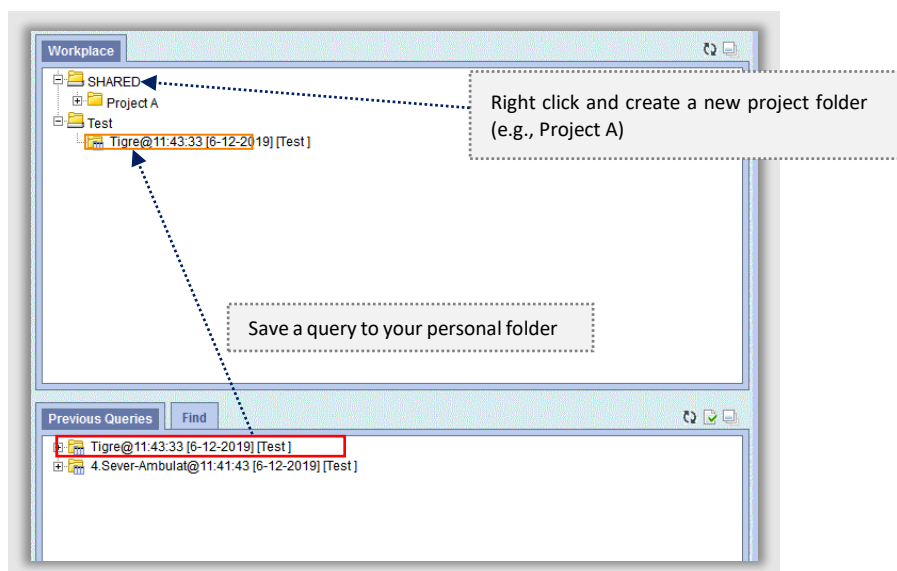 Workplace
SHARED
Project A
Test
Tigre@11:43:33 [6-12-2019] [Test ]
Right click and create a new project folder
(e.g., Project A)
Save a query to your personal folder
Previous Queries
Find
Tigre@11:43:33 [6-12-2019] [Test ]
4.Sever-Ambulat@11:41:43 [6-12-2019] [Test ]